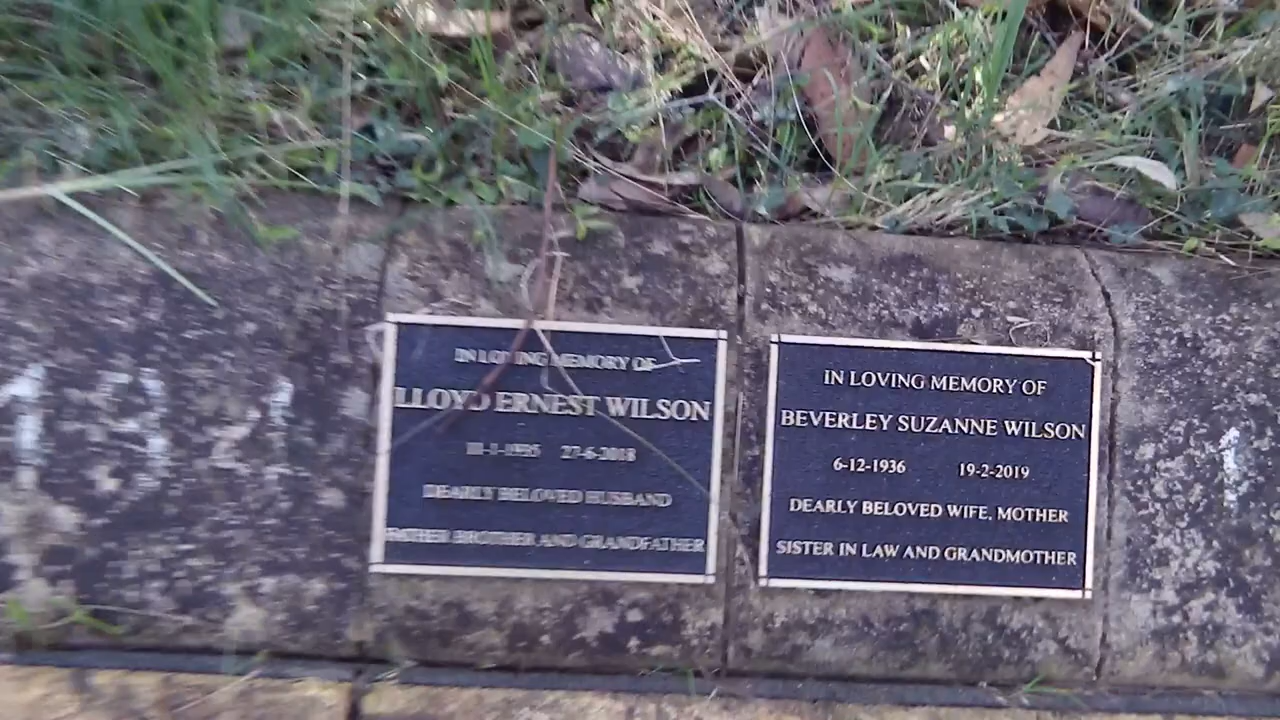 IN LOVING MEMORY OF
LLOYD ERNEST WILSON
27-6-2018
DEARLY BELOVED HUSBAND
FATHER BROTHER AND GRANDFATHER
IN LOVING MEMORY OF
BEVERLEY SUZANNE WILSON
6-12-1936 19-2-2019
DEARLY BELOVED WIFE, MOTHER
SISTER IN LAW AND GRANDMOTHER